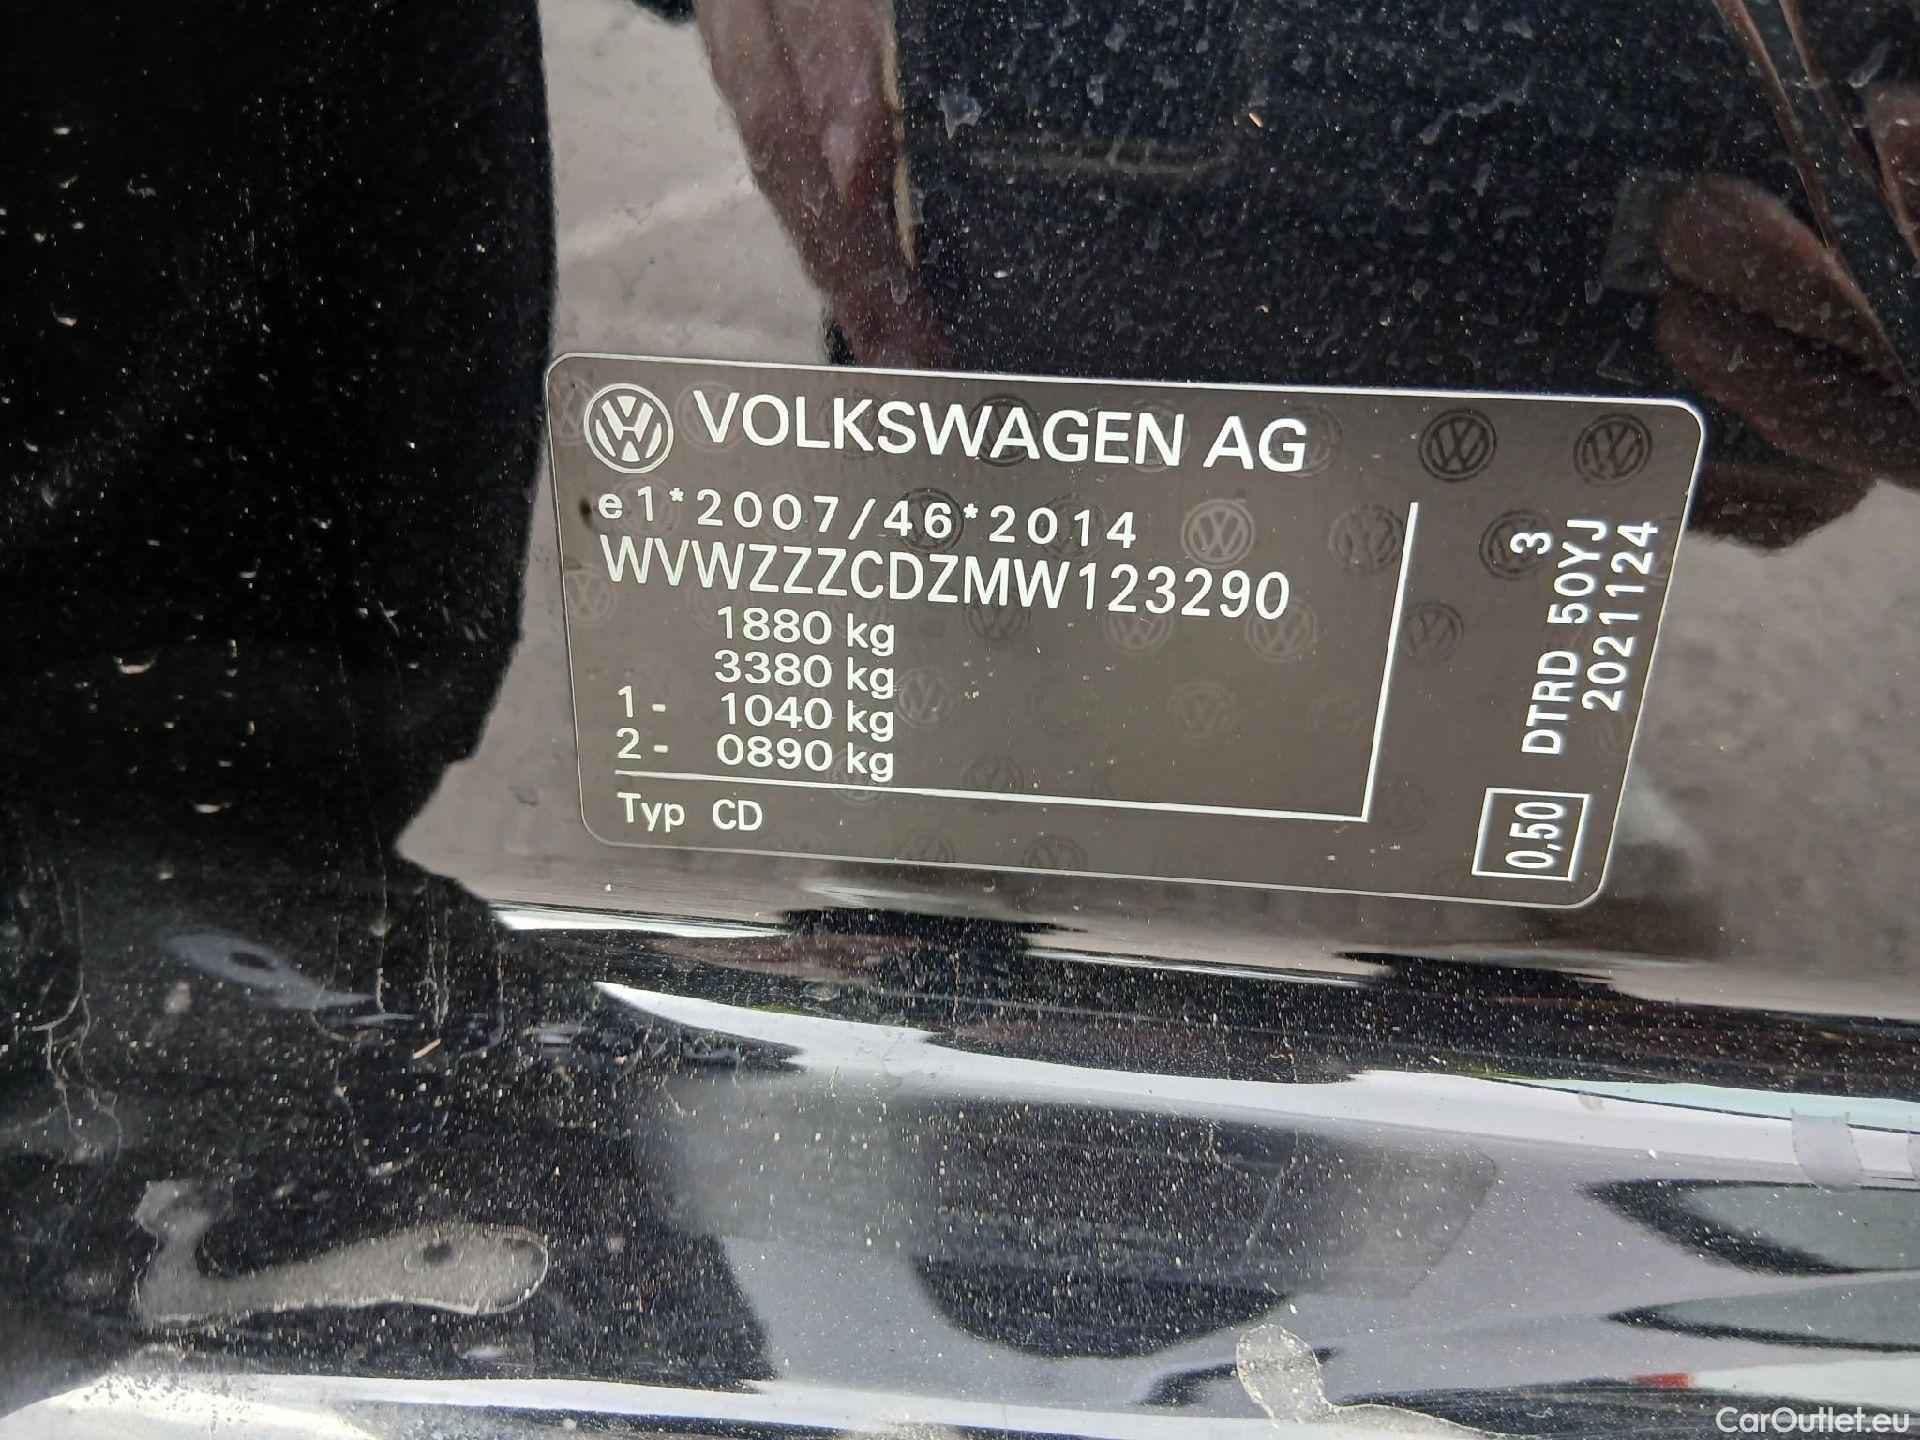 VOLKSWAGEN AG
e1*2007/46*2014
WVWZZZCDZMW123290
1880 kg
3380 kg
1- 1040 kg
2- 0890 kg
Typ CD
3
DTRD 50YJ
2021124
0,50
CarOutlet.eu